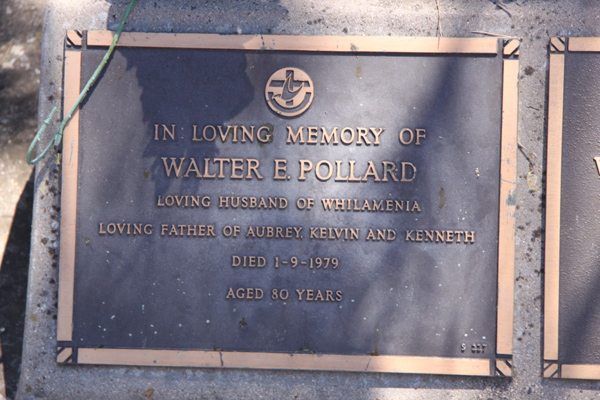 IN LOVING MEMORY OF
WALTER E. POLLARD
LOVING HUSBAND OF WHILAMENIA
LOVING FATHER OF AUBREY, KELVIN AND KENNETH
DIED 1-9-1979
AGED 80 YEARS
S 227